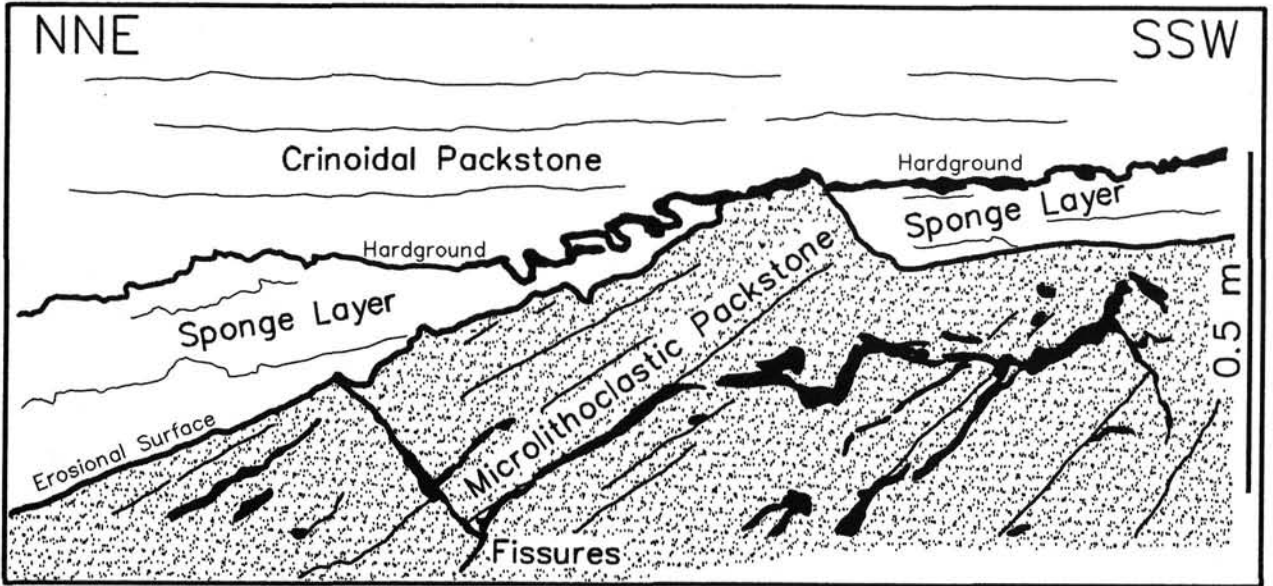 NNE
SSW
Crinoidal Packstone
Hardground
Hardground
Sponge Layer
Sponge Layer
Microlithoclastic Packstone
Erosional Surface
Fissures
0.5 m